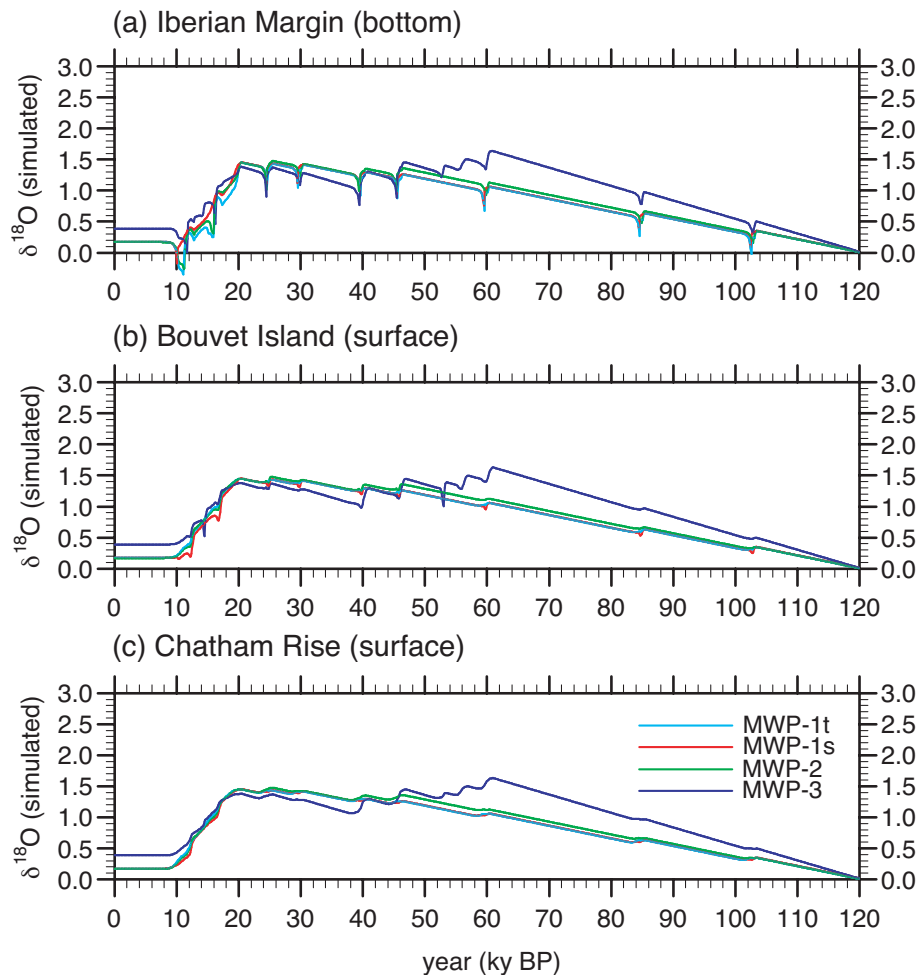 (a) Iberian Margin (bottom)
3.0 3.0
2.5 2.5
2.0 2.0
1.5 1.5
1.0 1.0
0.5 0.5
0.0 0.0
δ 18O (simulated)
0 10 20 30 40 50 60 70 80 90 100 110 120
(b) Bouvet Island (surface)
3.0 3.0
2.5 2.5
2.0 2.0
1.5 1.5
1.0 1.0
0.5 0.5
0.0 0.0
δ 18O (simulated)
0 10 20 30 40 50 60 70 80 90 100 110 120
(c) Chatham Rise (surface)
3.0 3.0
2.5 2.5
2.0 2.0
1.5 1.5
1.0 1.0
0.5 0.5
0.0 0.0
δ 18O (simulated)
MWP-1t
MWP-1s
MWP-2
MWP-3
0 10 20 30 40 50 60 70 80 90 100 110 120
year (ky BP)